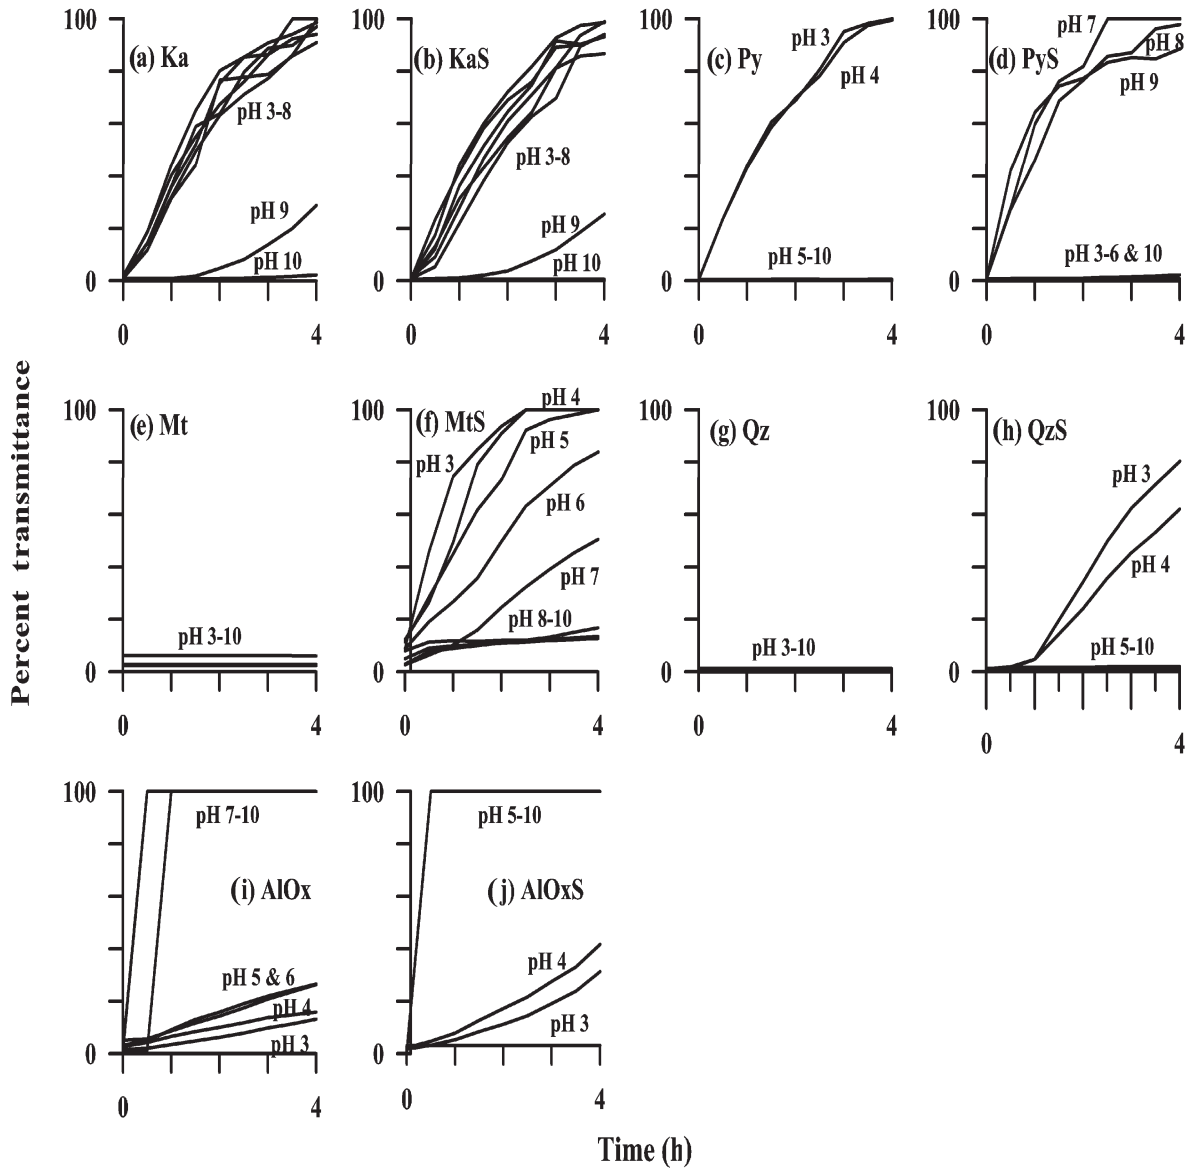 100
(a) Ka
pH 3-8
pH 9
pH 10
0
0
4
100
(b) KaS
pH 3-8
pH 9
pH 10
0
0
4
100
pH 3
(c) Py
pH 4
pH 5-10
0
0
4
100
pH 7
pH 8
(d) PyS
pH 9
pH 3-6 & 10
0
0
4
Percent transmittance
100
(e) Mt
pH 3-10
0
0
4
100
pH 4
(f) MtS
pH 5
pH 3
pH 6
pH 7
pH 8-10
0
0
4
100
(g) Qz
pH 3-10
0
0
4
100
(h) QzS
pH 3
pH 4
pH 5-10
0
0
4
100
pH 7-10
(i) AlOx
pH 5 & 6
pH 4
pH 3
0
0
4
100
pH 5-10
(j) AlOxS
pH 4
pH 3
0
0
4
Time (h)